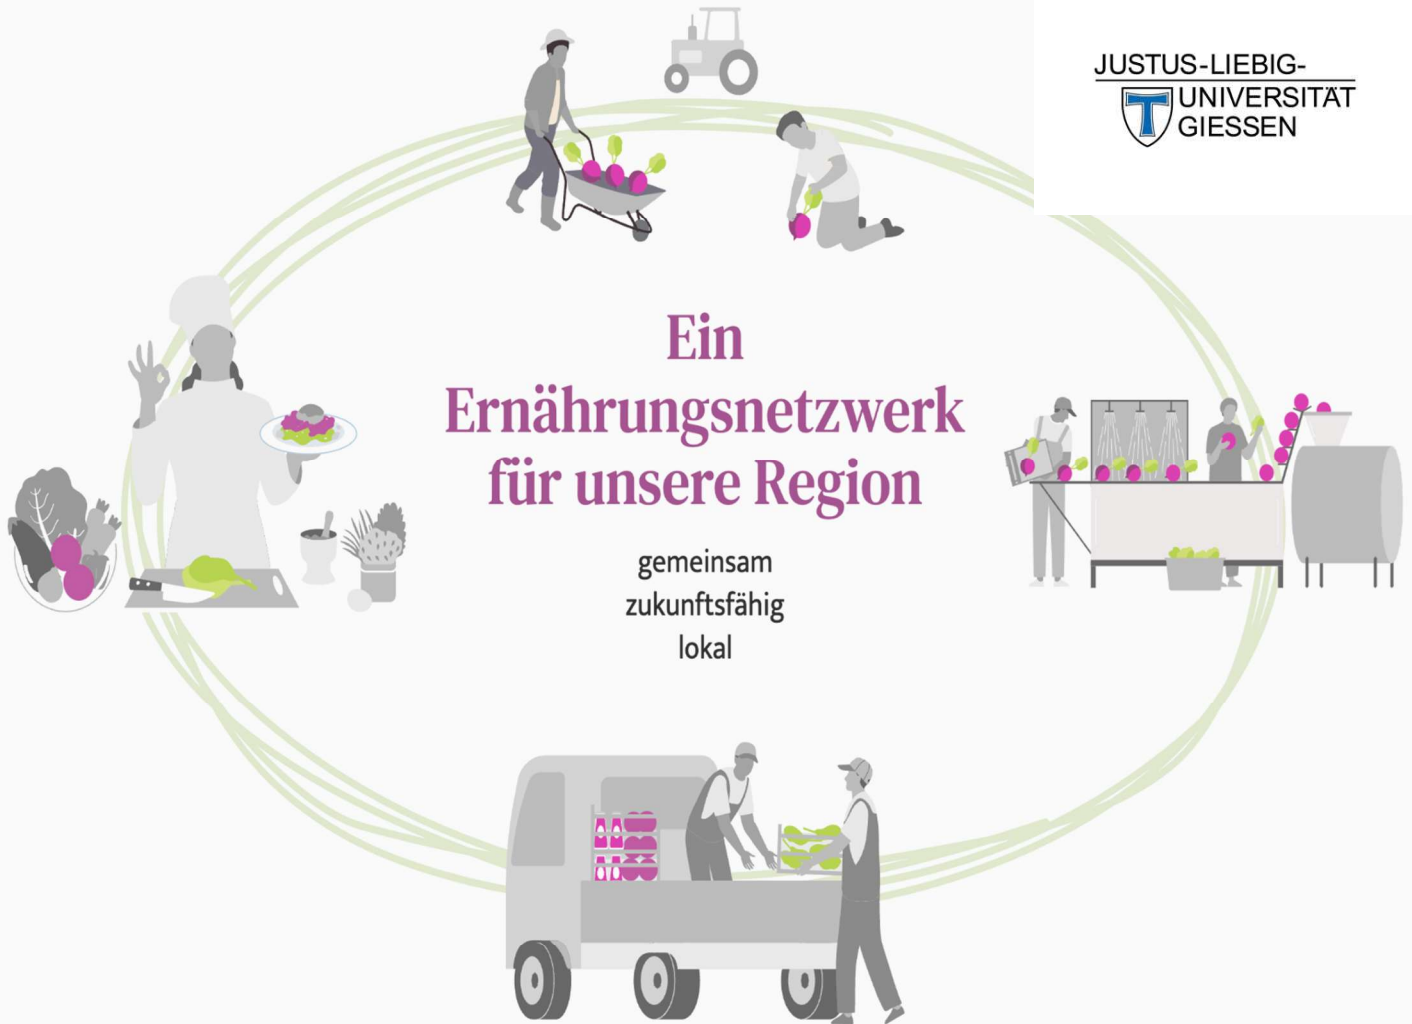 JUSTUS-LIEBIG-
UNIVERSITÄT
GIESSEN
Ein
Ernährungsnetzwerk
für unsere Region
gemeinsam
zukunftsfähig
lokal